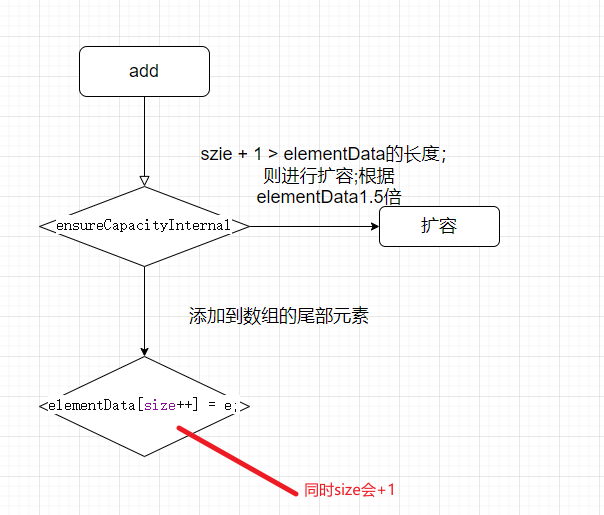 add
szie + 1 > elementData的长度；
则进行扩容;根据
elementData1.5倍
ensureCapacityInternal
扩容
添加到数组的尾部元素
elementData[size++] = e;
同时size会+1